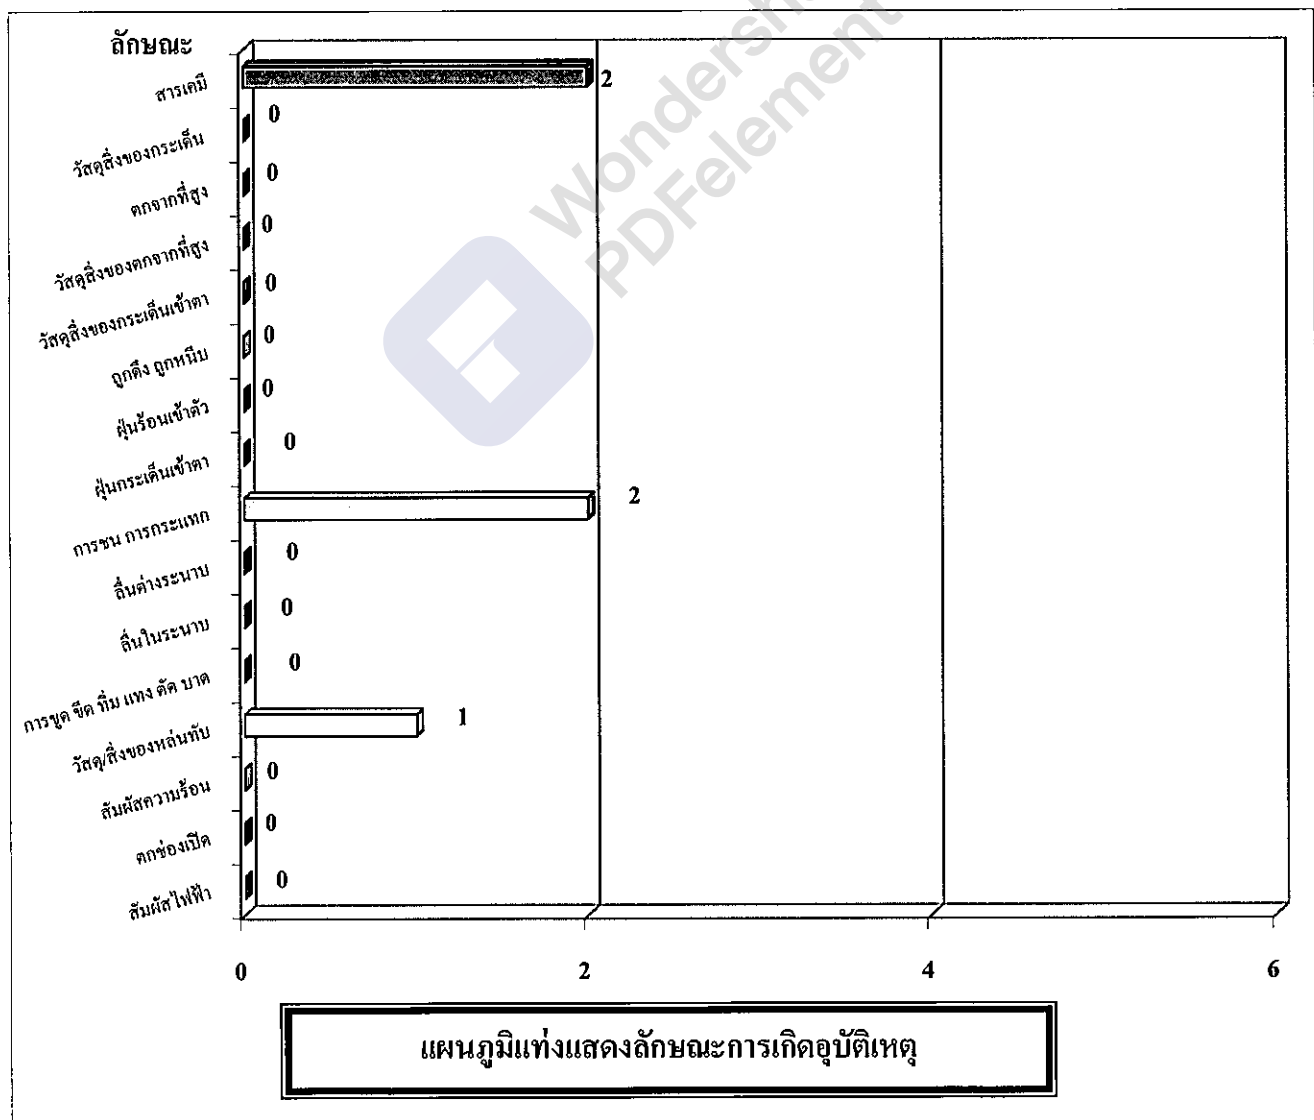 ลักษณะ
สารเคมี 2
วัสดุสิ่งของกระเด็น 0
ตกจากที่สูง 0
วัสดุสิ่งของตกจากที่สูง 0
วัสดุสิ่งของกระเด็นเข้าตา 0
ถูกดึง ถูกหนีบ 0
ฝุ่นร้อนเข้าตัว 0
ฝุ่นกระเด็นเข้าตา 0
การชน การกระแทก 2
ลื่นต่างระนาบ 0
ลื่นในระนาบ 0
การขูด ขีด ทิ่ม แทง ตัด บาด 0
วัสดุ/สิ่งของหล่นทับ 1
สัมผัสความร้อน 0
ตกช่องเปิด 0
สัมผัสไฟฟ้า 0
0 2 4 6
แผนภูมิแท่งแสดงลักษณะการเกิดอุบัติเหตุ
Wondershare
PDFelement